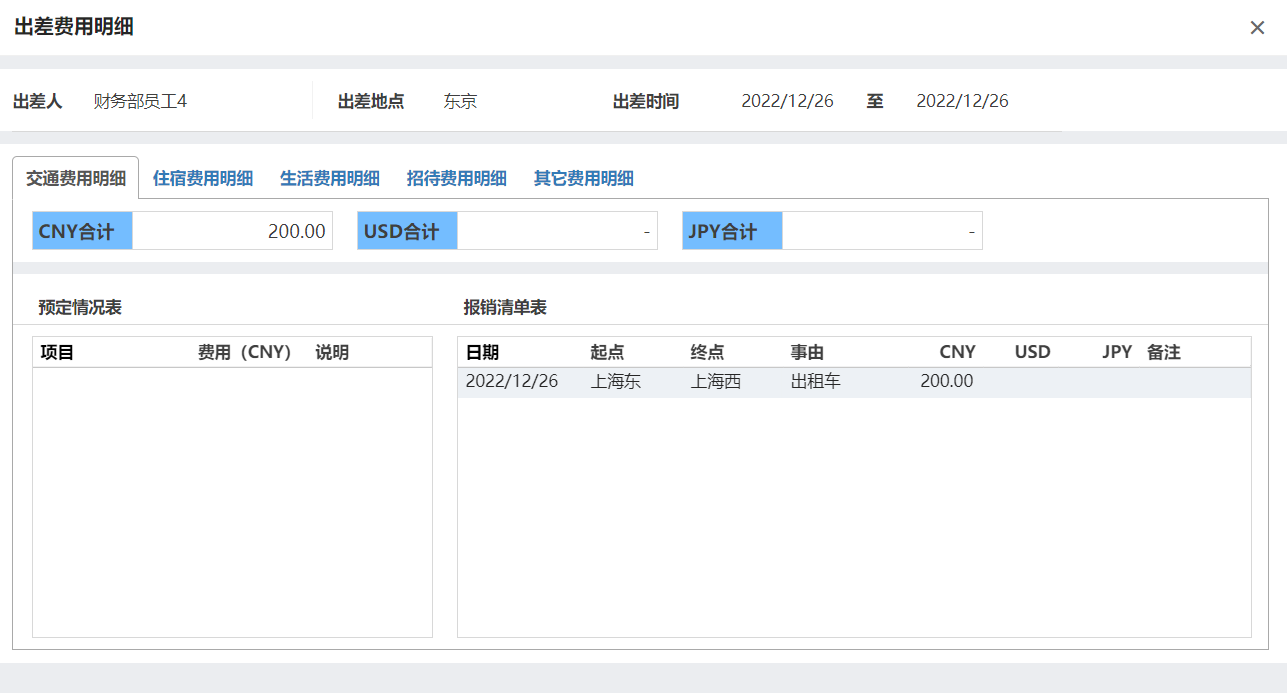 出差费用明细
出差人 财务部员工4 出差地点 东京 出差时间 2022/12/26 至 2022/12/26
交通费用明细 住宿费用明细 生活费用明细 招待费用明细 其它费用明细
CNY合计 200.00 USD合计 - JPY合计 -
预定情况表 报销清单表
项目 费用（CNY） 说明 日期 起点 终点 事由 CNY USD JPY 备注
2022/12/26 上海东 上海西 出租车 200.00